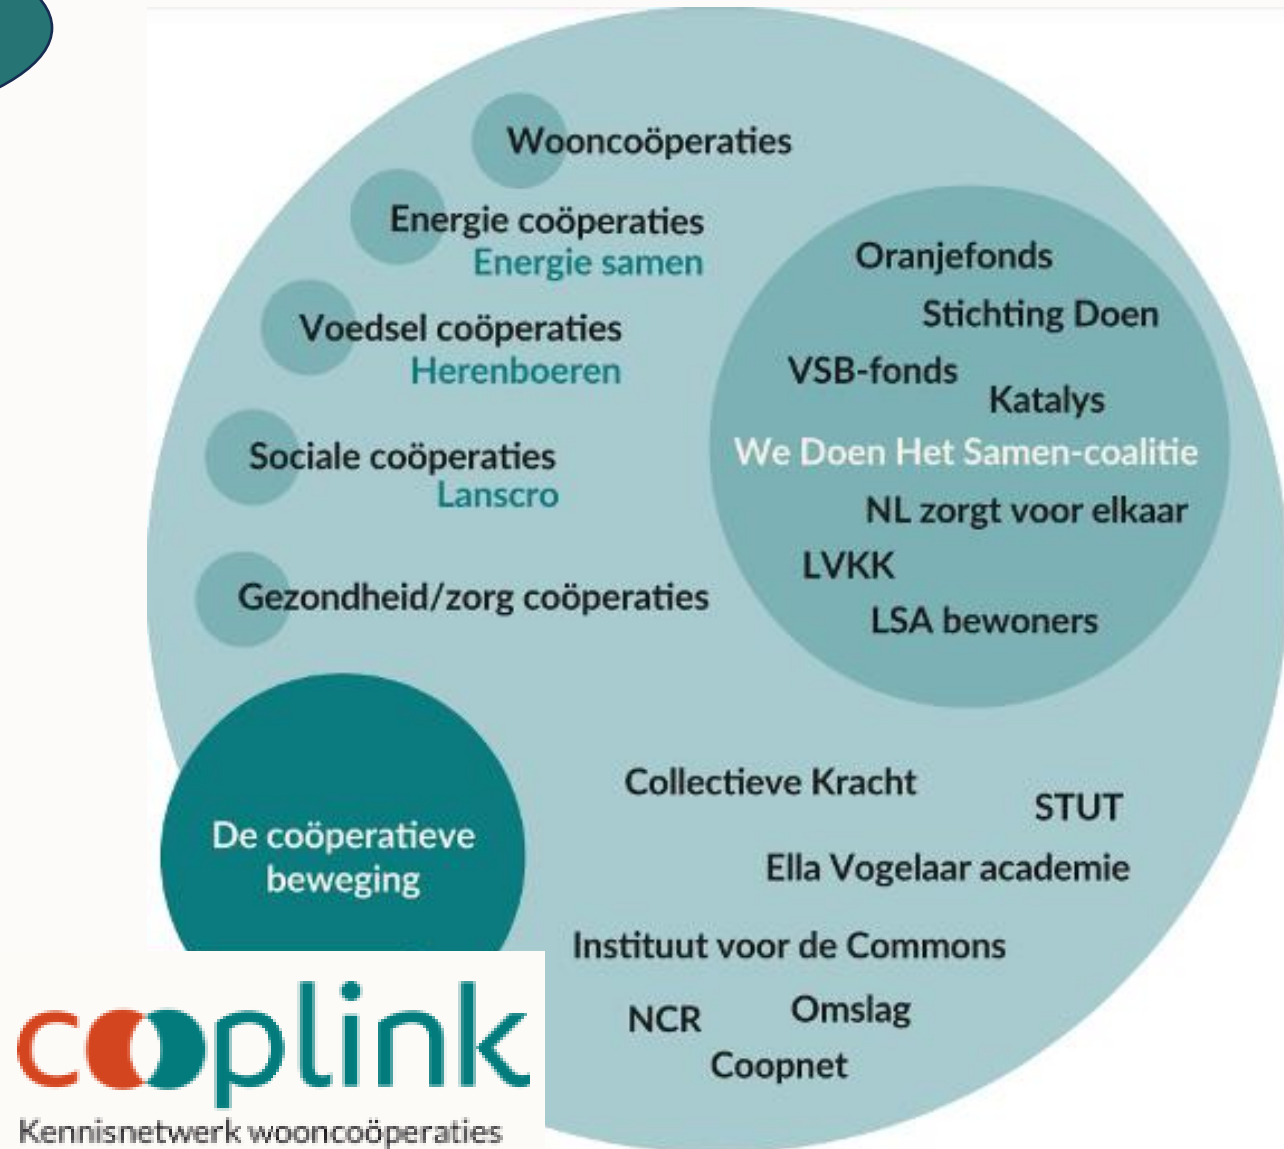 Wooncoöperaties
Energie coöperaties
Energie samen
Voedsel coöperaties
Herenboeren
Sociale coöperaties
Lanscro
Gezondheid/zorg coöperaties
Oranjefonds
Stichting Doen
VSB-fonds
Katalys
We Doen Het Samen-coalitie
NL zorgt voor elkaar
LVKK
LSA bewoners
De coöperatieve
beweging
Collectieve Kracht
STUT
Ella Vogelaar academie
Instituut voor de Commons
NCR
Omslag
Coopnet
cooplink
Kennisnetwerk wooncoöperaties